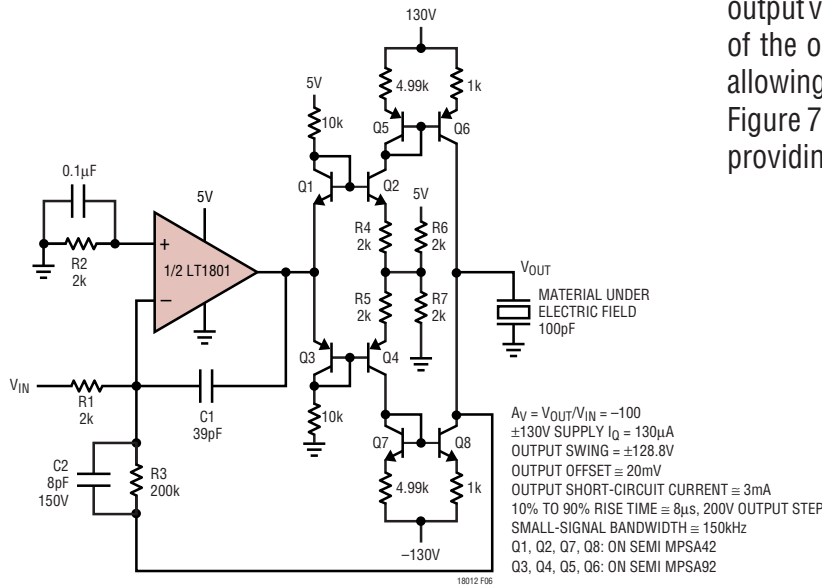 130V
output v
of the o
allowing
Figure 7
providin
4.99k
1k
5V
10k
Q5
Q6
0.1µF
Q1
Q2
5V
5V
R4
2k
R6
2k
+
1/2 LT1801
–
R2
2k
VOUT
MATERIAL UNDER
ELECTRIC FIELD
100pF
R5
2k
R7
2k
Q3
Q4
VIN
R1
2k
C1
39pF
10k
C2
8pF
150V
R3
200k
Q7
Q8
4.99k
1k
–130V
AV = VOUT/VIN = –100
±130V SUPPLY IQ = 130µA
OUTPUT SWING = ±128.8V
OUTPUT OFFSET ≅ 20mV
OUTPUT SHORT-CIRCUIT CURRENT ≅ 3mA
10% TO 90% RISE TIME ≅ 8µs, 200V OUTPUT STEP
SMALL-SIGNAL BANDWIDTH ≅ 150kHz
Q1, Q2, Q7, Q8: ON SEMI MPSA42
Q3, Q4, Q5, Q6: ON SEMI MPSA92
18012 F06